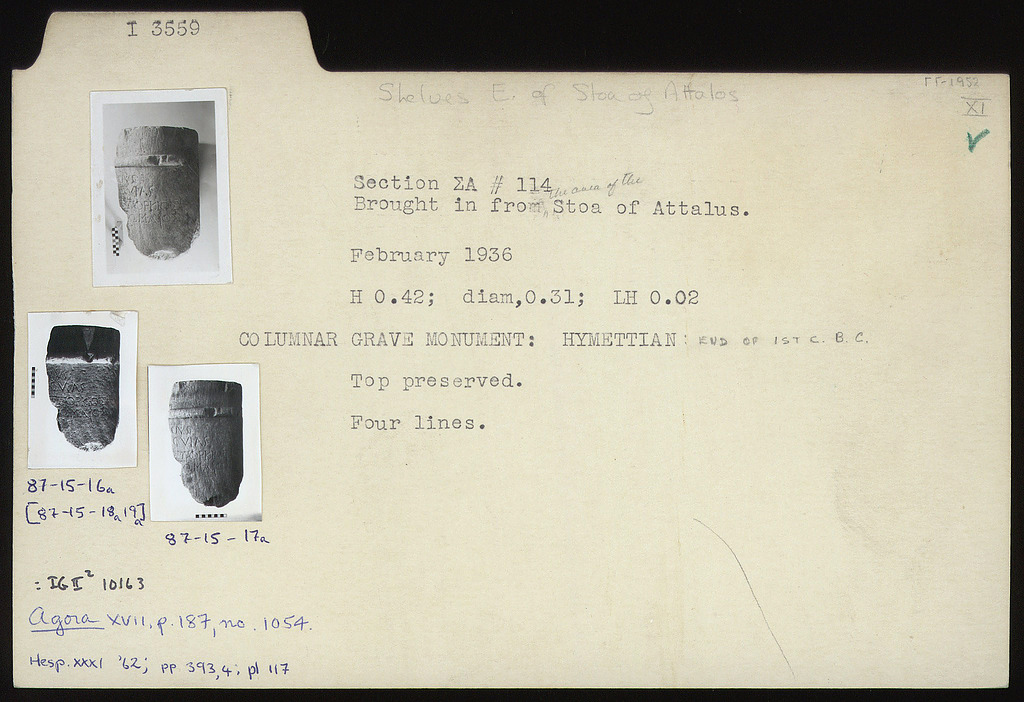 I 3559
ΓΓ-1952
XI
Shelves E. of Stoa of Attalos
Section ΣA # 114
the area of the
Brought in from Stoa of Attalus.
February 1936
H 0.42; diam,0.31; LH 0.02
COLUMNAR GRAVE MONUMENT: HYMETTIAN: END OF 1ST C. B.C.
Top preserved.
Four lines.
87-15-16a
[87-15-18a,19a]
87-15-17a
: IG II² 10163
Agora XVII, p. 187, no. 1054.
Hesp. XXXI '62; pp 393,4; pl 117